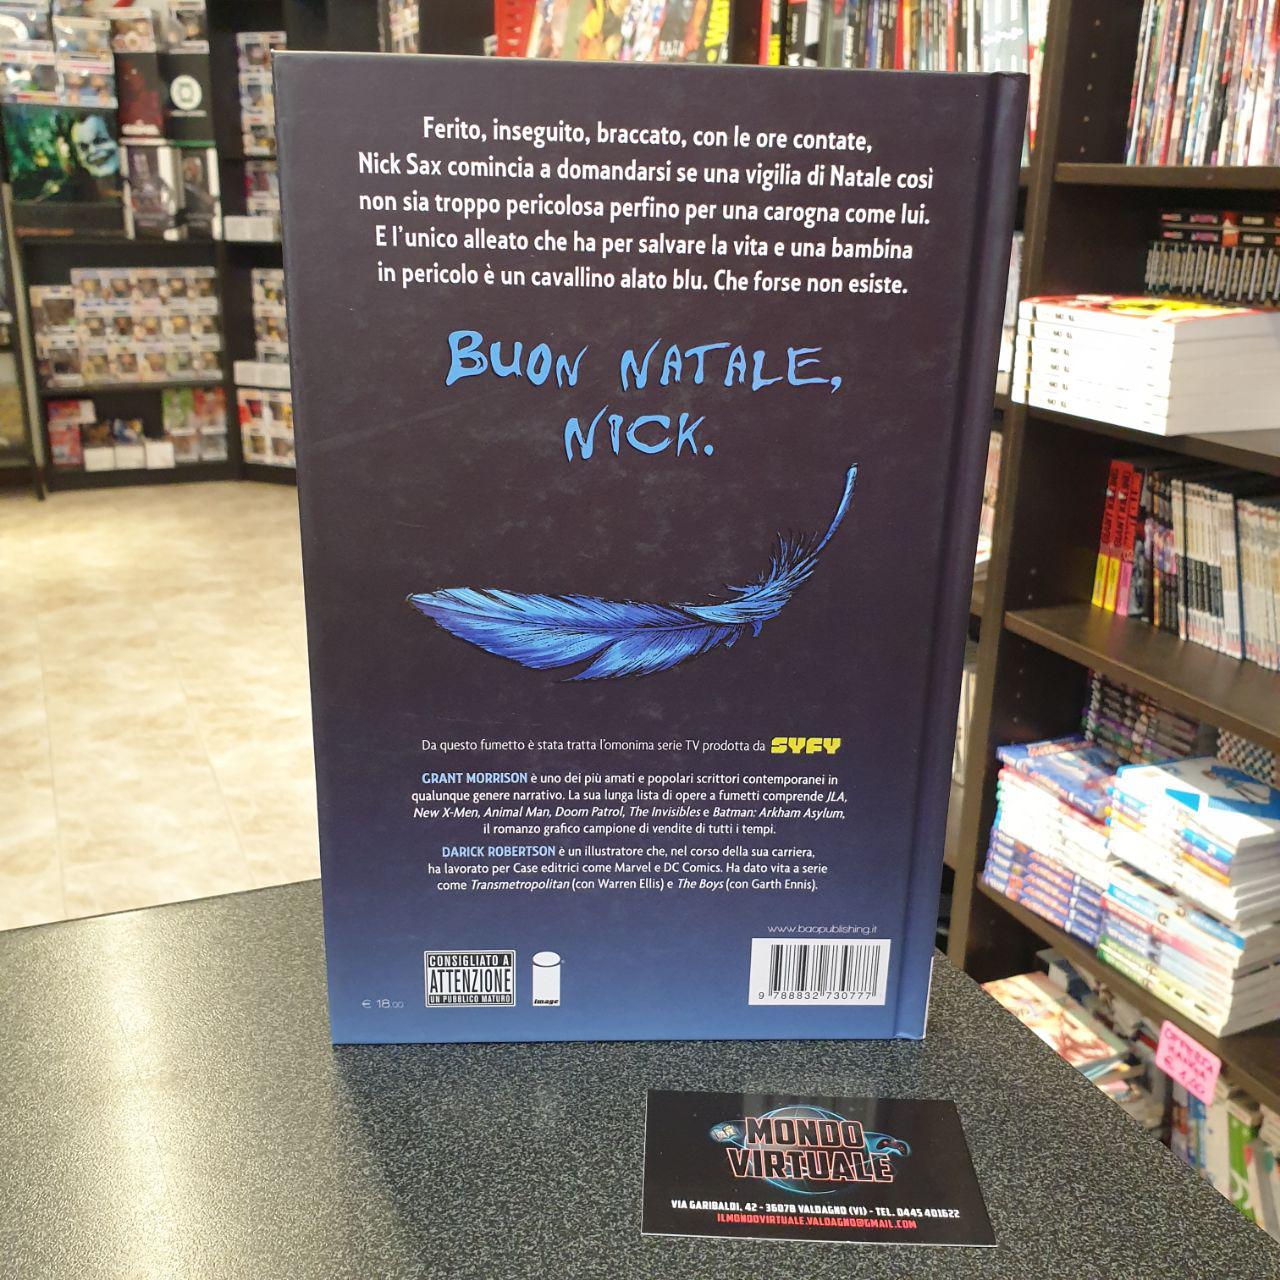 Ferito, inseguito, braccato, con le ore contate,
Nick Sax comincia a domandarsi se una vigilia di Natale così
non sia troppo pericolosa perfino per una carogna come lui.
E l'unico alleato che ha per salvare la vita e una bambina
in pericolo è un cavallino alato blu. Che forse non esiste.
BUON NATALE,
NICK.
Da questo fumetto è stata tratta l'omonima serie TV prodotta da SYFY
GRANT MORRISON è uno dei più amati e popolari scrittori contemporanei in
qualunque genere narrativo. La sua lunga lista di opere a fumetti comprende JLA,
New X-Men, Animal Man, Doom Patrol, The Invisibles e Batman: Arkham Asylum,
il romanzo grafico campione di vendite di tutti i tempi.
DARICK ROBERTSON è un illustratore che, nel corso della sua carriera,
ha lavorato per Case editrici come Marvel e DC Comics. Ha dato vita a serie
come Transmetropolitan (con Warren Ellis) e The Boys (con Garth Ennis).
www.baopublishing.it
€ 18,00
CONSIGLIATO A
ATTENZIONE
UN PUBBLICO MATURO
image
9 788832 730777
OFFERTA
MANGA
€ 1,00
MONDO
VIRTUALE
VIA GARIBALDI, 42 - 36078 VALDAGNO (VI) - TEL. 0445 401622
ILMONDOVIRTUALE.VALDAGNO@GMAIL.COM